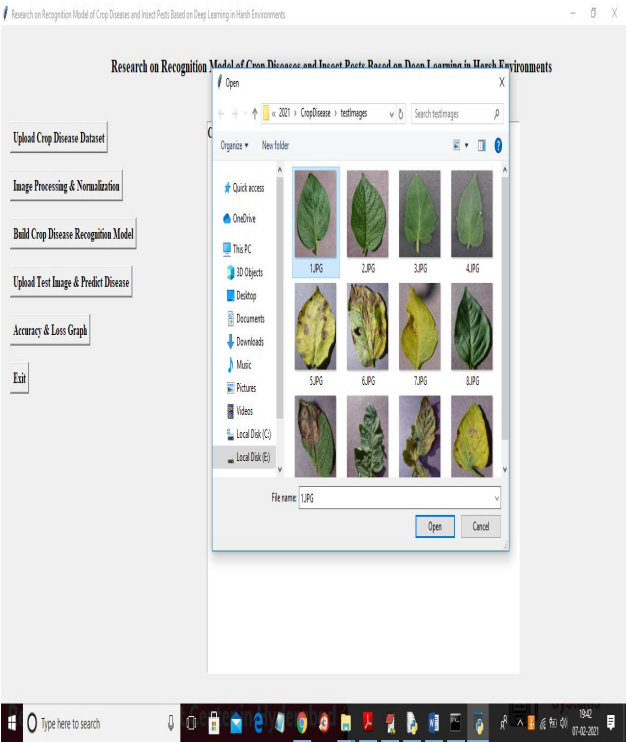 Research on Recognition Model of Crop Diseases and Insect Pests Based on Deep Learning in Harsh Environments
Research on Recognition Model of Crop Diseases and Insect Pests Based on Deep Learning in Harsh Environments
Upload Crop Disease Dataset
Image Processing & Normalization
Build Crop Disease Recognition Model
Upload Test Image & Predict Disease
Accuracy & Loss Graph
Exit
Open
« 2021 › CropDisease › testImages
Search testImages
Organize
New folder
Quick access
OneDrive
This PC
3D Objects
Desktop
Documents
Downloads
Music
Pictures
Videos
Local Disk (C:)
Local Disk (E:)
1.JPG
2.JPG
3.JPG
4.JPG
5.JPG
6.JPG
7.JPG
8.JPG
File name: 1.JPG
Open
Cancel
Type here to search
19:42
07-02-2021